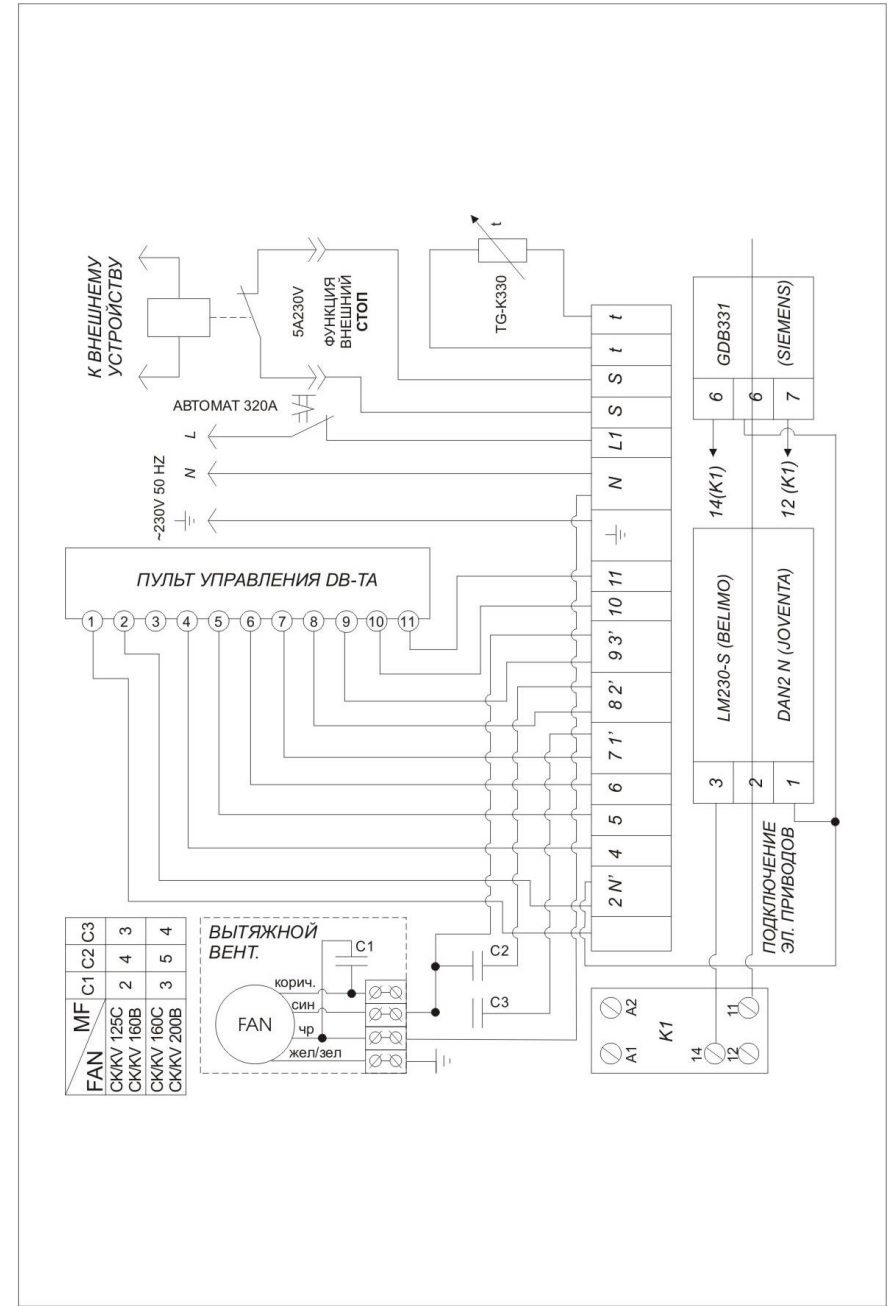 К ВНЕШНЕМУ
УСТРОЙСТВУ
5A230V
ФУНКЦИЯ
ВНЕШНИЙ
СТОП
АВТОМАТ 320А
L
N
~230V 50 HZ
TG-K330
t
ПУЛЬТ УПРАВЛЕНИЯ DB-TA
1 2 3 4 5 6 7 8 9 10 11
2 N' 4 5 6 7 1' 8 2' 9 3' 10 11 N L1 S S t t
FAN MF C1 C2 C3
CK/KV 125C
CK/KV 160B
2 4 3
CK/KV 160C
CK/KV 200B
3 5 4
ВЫТЯЖНОЙ
ВЕНТ.
FAN
C1
корич.
син
чр
жел/зел
C2
C3
A1 A2
K1
14
12 11
ПОДКЛЮЧЕНИЕ
ЭЛ. ПРИВОДОВ
3
2
1
LM230-S (BELIMO)
DAN2 N (JOVENTA)
14(K1)
12 (K1)
6
6
7
GDB331
(SIEMENS)